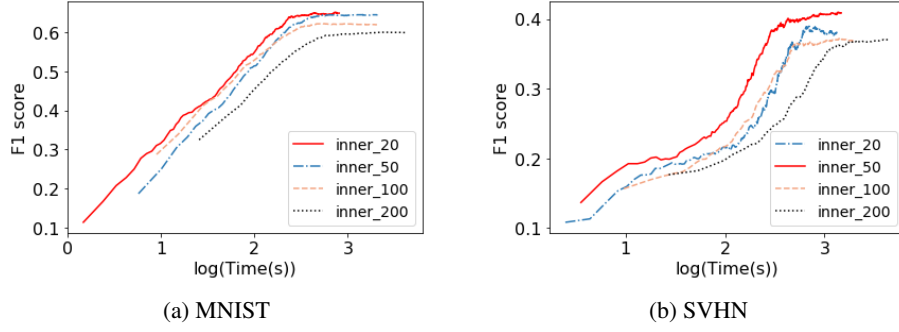 F1 score
0.6
0.5
0.4
0.3
0.2
0.1
0
1
2
3
log(Time(s))
inner_20
inner_50
inner_100
inner_200
(a) MNIST
F1 score
0.4
0.3
0.2
0.1
1
2
3
log(Time(s))
inner_20
inner_50
inner_100
inner_200
(b) SVHN